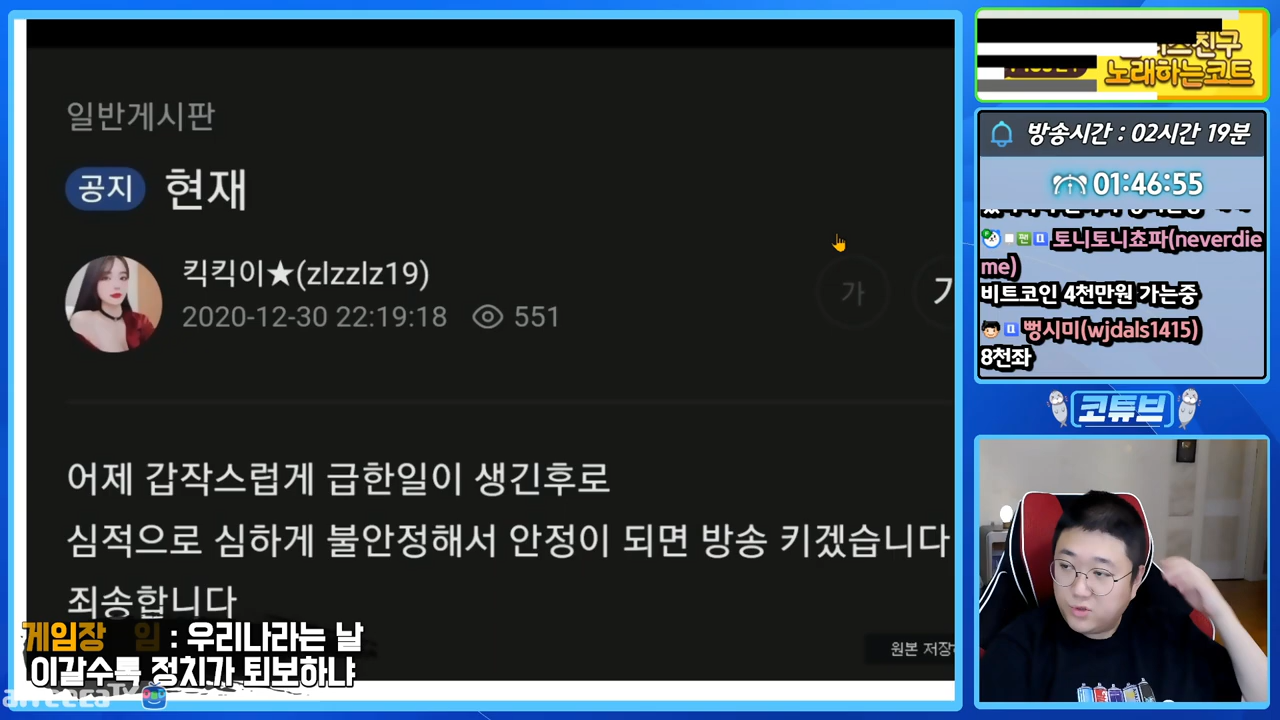 일반게시판
공지 현재
킥킥이★(zlzzlz19)
2020-12-30 22:19:18 551
가
어제 갑작스럽게 급한일이 생긴후로
심적으로 심하게 불안정해서 안정이 되면 방송 키겠습니다
죄송합니다
원본 저장
게임장 임 : 우리나라는 날
이갈수록 정치가 퇴보하냐
노래하는코트
방송시간 : 02시간 19분
01:46:55
팬 토니토니쵸파(neverdie
me)
비트코인 4천만원 가는중
뻥시미(wjdals1415)
8천좌
코튜브